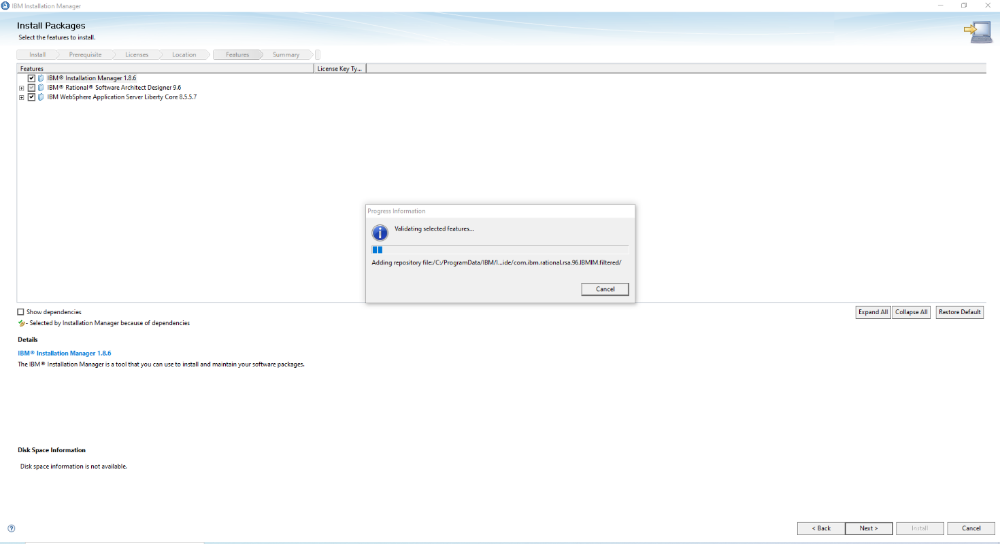 IBM Installation Manager
Install Packages
Select the features to install.
Install Prerequisite Licenses Location Features Summary
Features License Key Ty...
IBM® Installation Manager 1.8.6
IBM® Rational® Software Architect Designer 9.6
IBM WebSphere Application Server Liberty Core 8.5.5.7
Progress Information
Validating selected features...
Adding repository file:/C:/ProgramData/IBM/I...ide/com.ibm.rational.rsa.96.IBMIM.filtered/
Cancel
Show dependencies
Expand All Collapse All Restore Default
- Selected by Installation Manager because of dependencies
Details
IBM® Installation Manager 1.8.6
The IBM® Installation Manager is a tool that you can use to install and maintain your software packages.
Disk Space Information
Disk space information is not available.
? < Back Next > Install Cancel